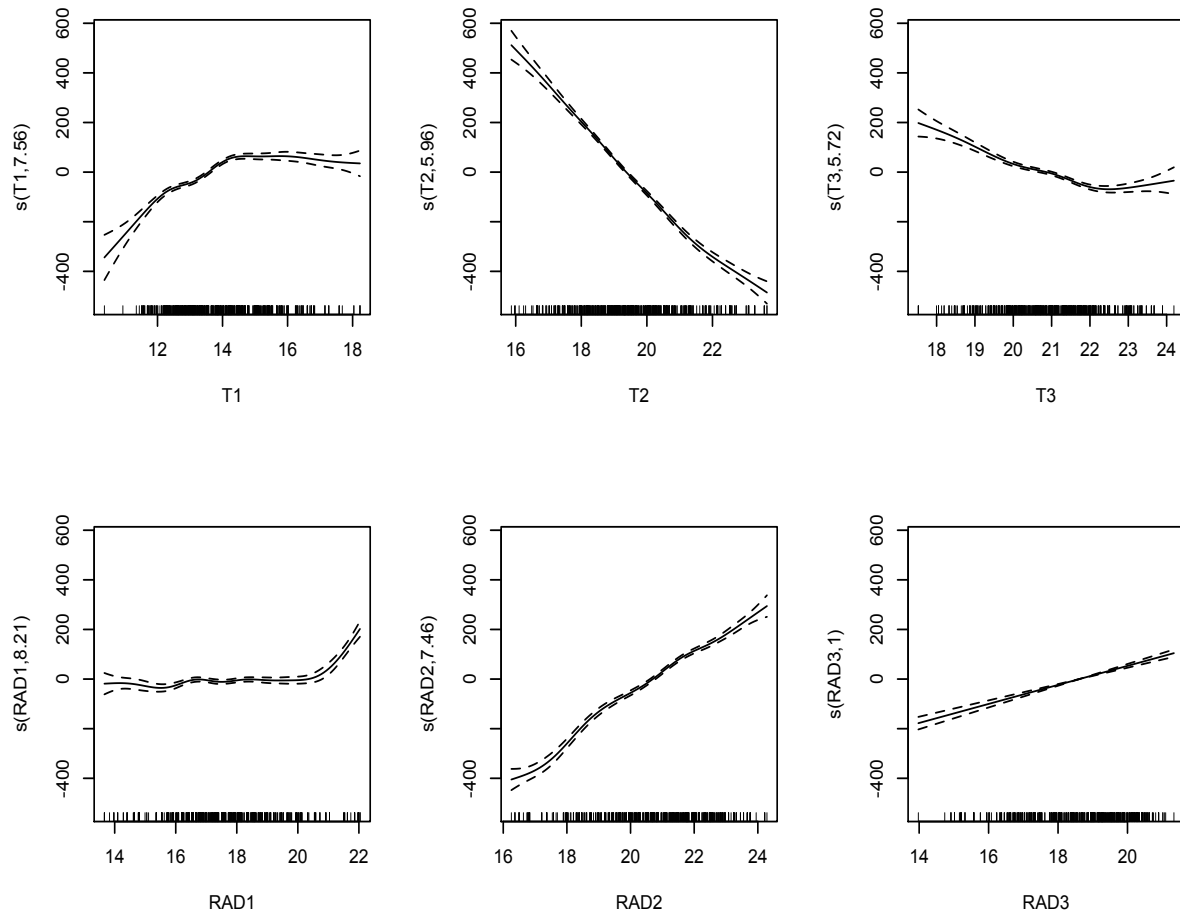 600
400
200
0
-400
s(T1,7.56)
12 14 16 18
T1
600
400
200
0
-400
s(T2,5.96)
16 18 20 22
T2
600
400
200
0
-400
s(T3,5.72)
18 19 20 21 22 23 24
T3
600
400
200
0
-400
s(RAD1,8.21)
14 16 18 20 22
RAD1
600
400
200
0
-400
s(RAD2,7.46)
16 18 20 22 24
RAD2
600
400
200
0
-400
s(RAD3,1)
14 16 18 20
RAD3